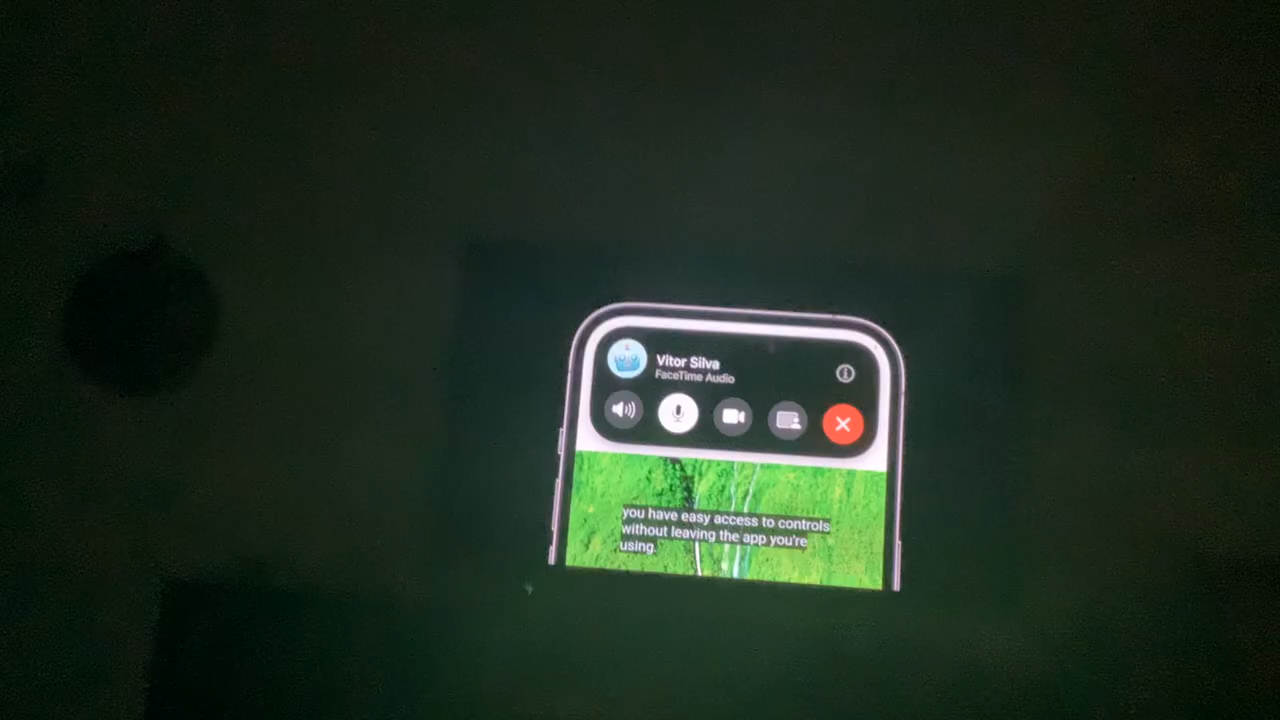 Vitor Silva
FaceTime Audio
you have easy access to controls
without leaving the app you're
using.